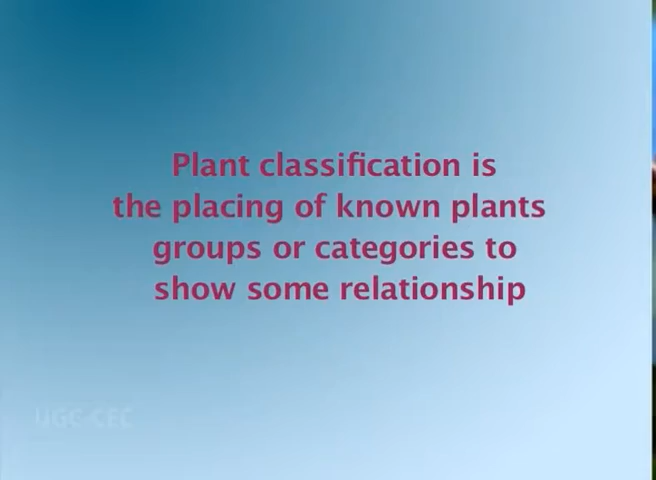 Plant classification is
the placing of known plants
groups or categories to
show some relationship
UGC-CEC